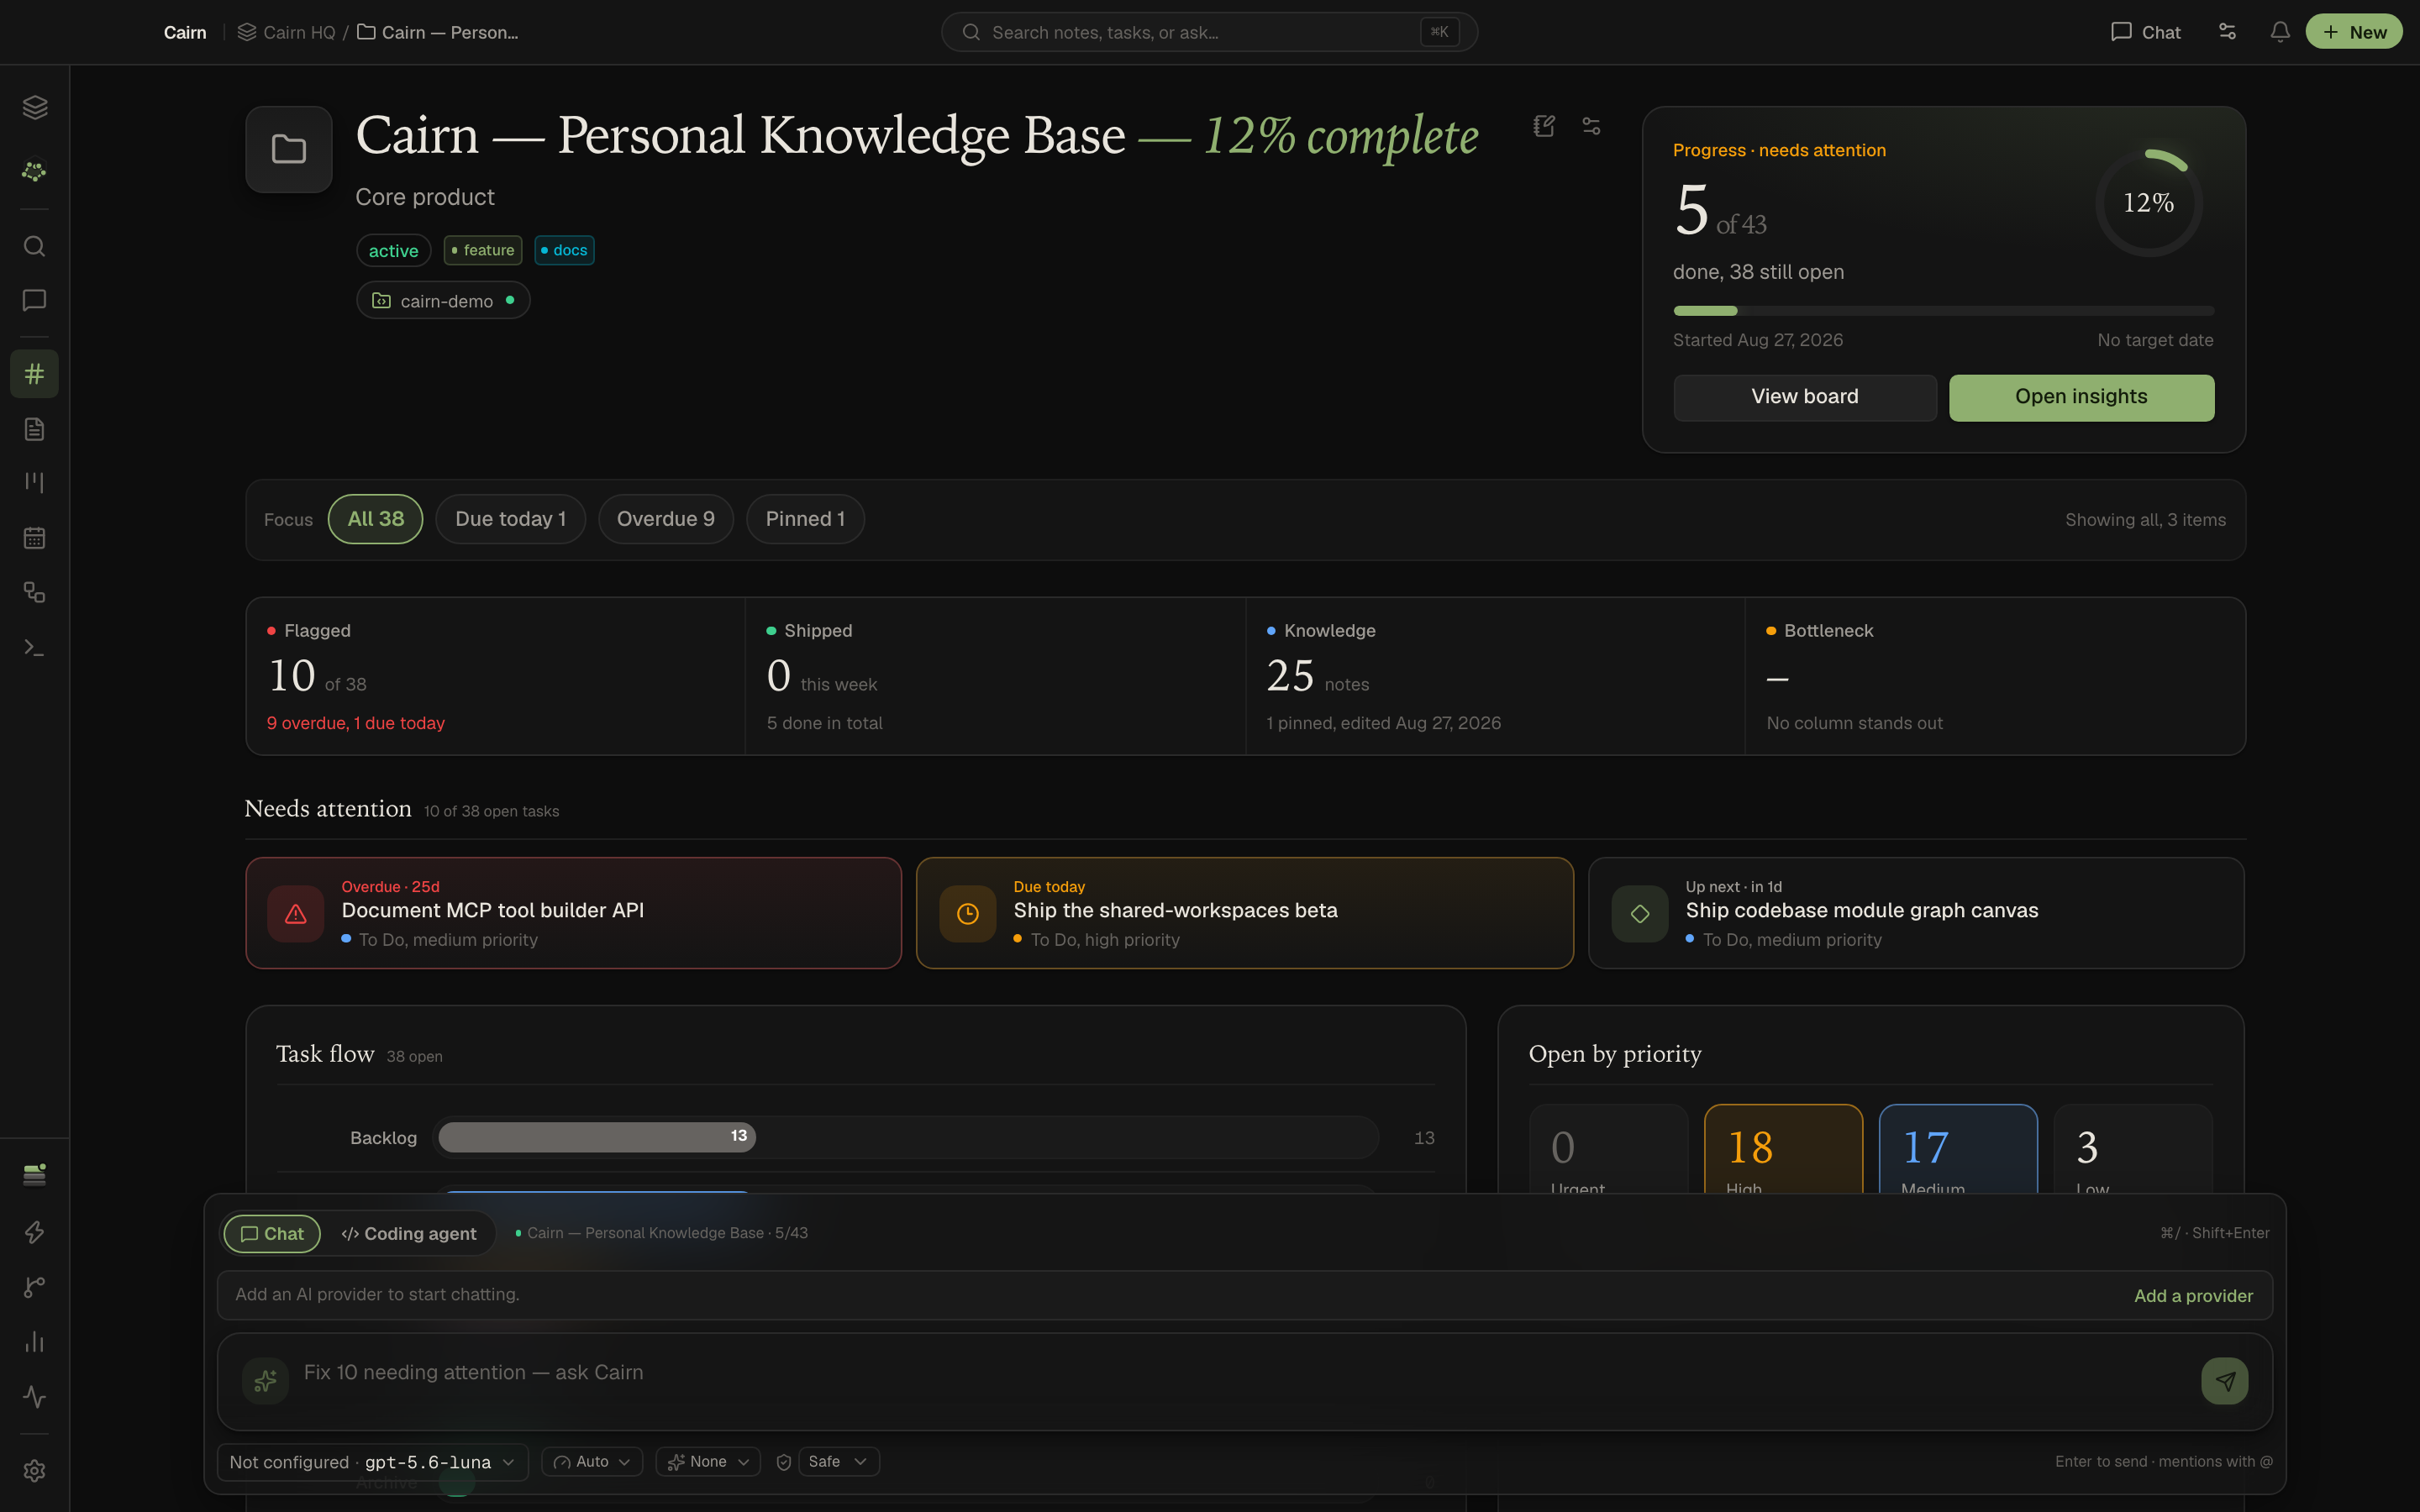 Cairn
Cairn HQ / Cairn — Person...
Search notes, tasks, or ask...
⌘K
Chat
New
Cairn — Personal Knowledge Base — 12% complete
Core product
active
feature
docs
cairn-demo
Progress · needs attention
5 of 43
12%
done, 38 still open
Started Aug 27, 2026
No target date
View board
Open insights
Focus
All 38
Due today 1
Overdue 9
Pinned 1
Showing all, 3 items
Flagged
10 of 38
9 overdue, 1 due today
Shipped
0 this week
5 done in total
Knowledge
25 notes
1 pinned, edited Aug 27, 2026
Bottleneck
—
No column stands out
Needs attention 10 of 38 open tasks
Overdue · 25d
Document MCP tool builder API
To Do, medium priority
Due today
Ship the shared-workspaces beta
To Do, high priority
Up next · in 1d
Ship codebase module graph canvas
To Do, medium priority
Task flow 38 open
Backlog
13
13
Open by priority
0
Urgent
18
High
17
Medium
3
Low
Chat
Coding agent
Cairn — Personal Knowledge Base · 5/43
⌘/ · Shift+Enter
Add an AI provider to start chatting.
Add a provider
Fix 10 needing attention — ask Cairn
Not configured · gpt-5.6-luna
Auto
None
Safe
Enter to send · mentions with @
Archive
0